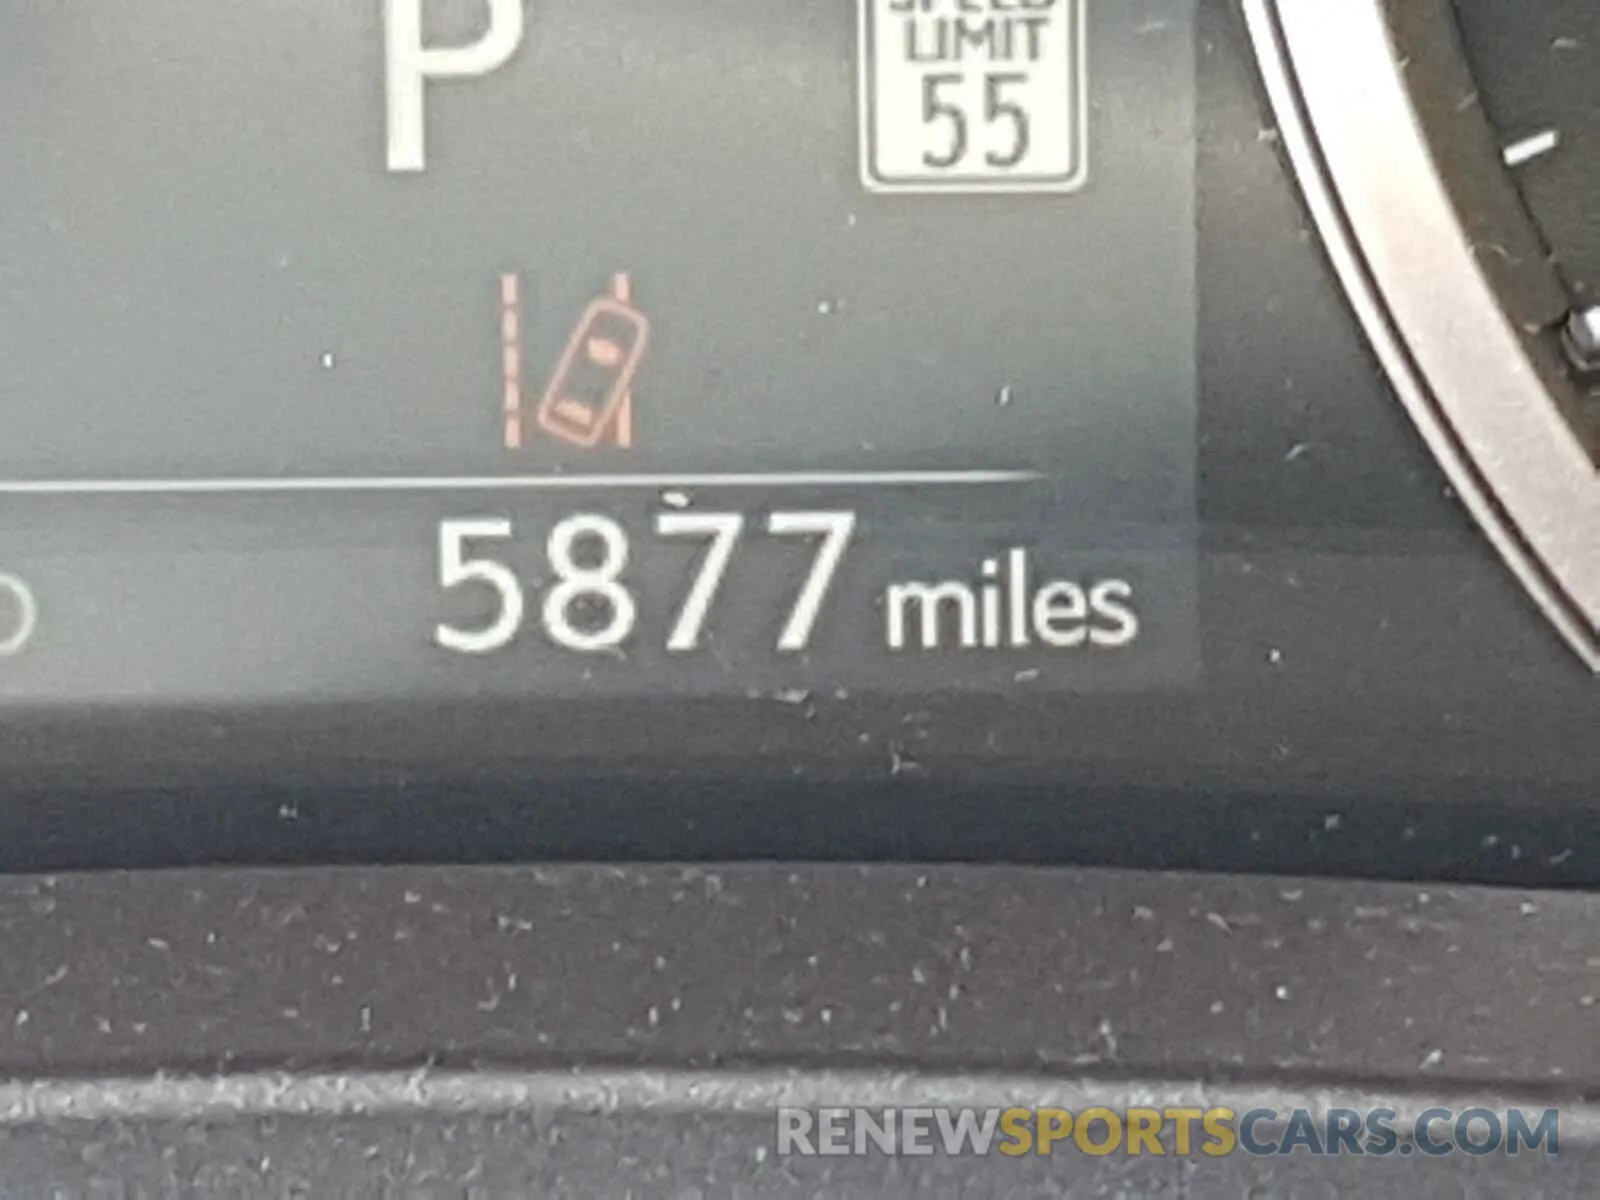 P
SPEED
LIMIT
55
5877 miles
RENEWSPORTSCARS.COM